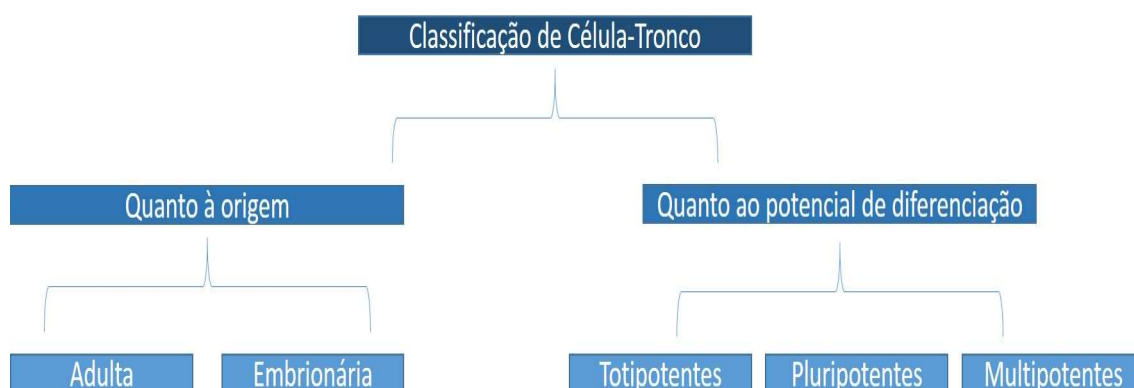 Classificação de Célula-Tronco
Quanto à origem
Quanto ao potencial de diferenciação
Adulta
Embrionária
Totipotentes
Pluripotentes
Multipotentes